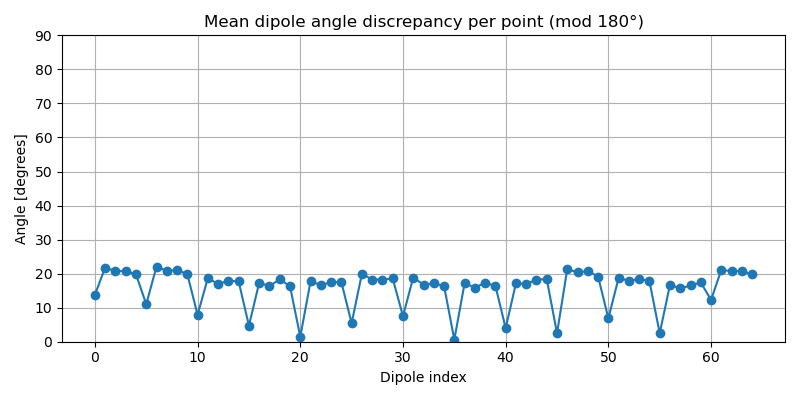 Mean dipole angle discrepancy per point (mod 180°)
Angle [degrees]
90
80
70
60
50
40
30
20
10
0
0 10 20 30 40 50 60
Dipole index